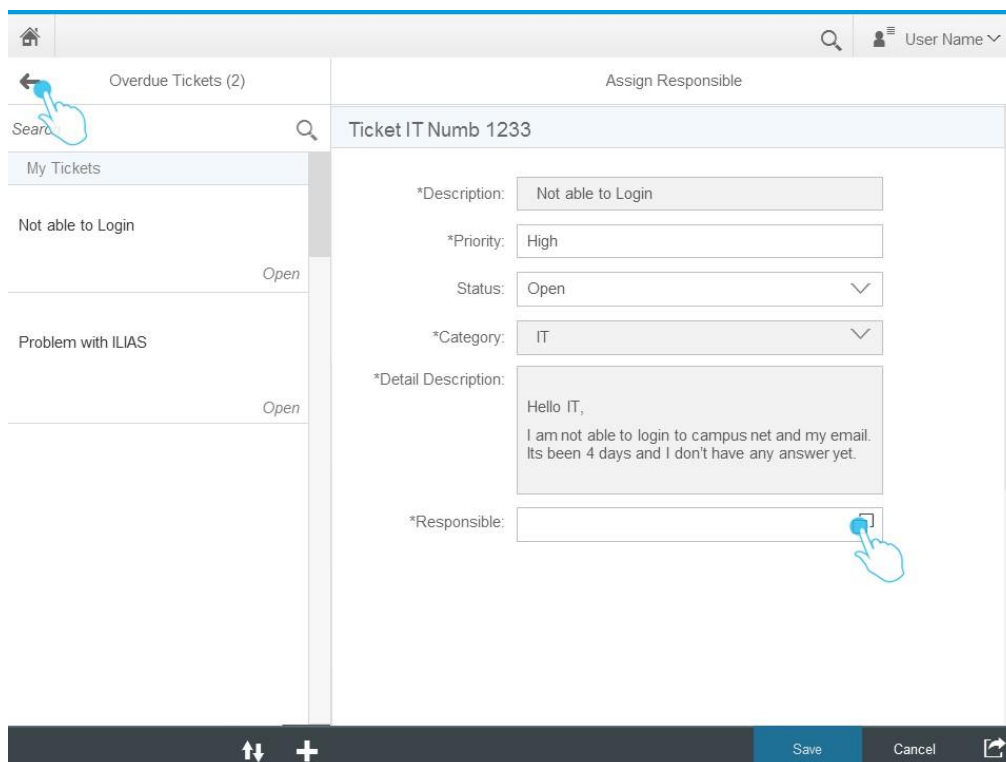 User Name
Overdue Tickets (2)
Assign Responsible
Search
Ticket IT Numb 1233
My Tickets
Not able to Login
Open
Problem with ILIAS
Open
*Description:
Not able to Login
*Priority:
High
Status:
Open
*Category:
IT
*Detail Description:
Hello IT,
I am not able to login to campus net and my email.
Its been 4 days and I don't have any answer yet.
*Responsible:
Save
Cancel